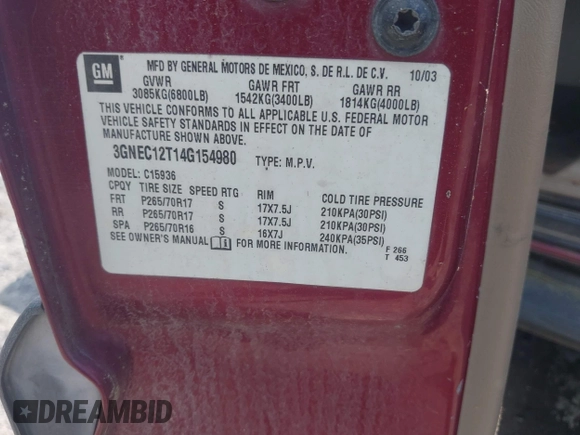 GM
MFD BY GENERAL MOTORS DE MEXICO, S. DE R.L. DE C.V. 10/03
GVWR GAWR FRT GAWR RR
3085KG(6800LB) 1542KG(3400LB) 1814KG(4000LB)
THIS VEHICLE CONFORMS TO ALL APPLICABLE U.S. FEDERAL MOTOR
VEHICLE SAFETY STANDARDS IN EFFECT ON THE DATE OF
MANUFACTURE SHOWN ABOVE.
3GNEC12T14G154980 TYPE: M.P.V.
MODEL: C15936
CPQY TIRE SIZE SPEED RTG RIM COLD TIRE PRESSURE
FRT P265/70R17 S 17X7.5J 210KPA(30PSI)
RR P265/70R17 S 17X7.5J 210KPA(30PSI)
SPA P265/70R16 S 16X7J 240KPA(35PSI)
SEE OWNER'S MANUAL FOR MORE INFORMATION.
F 266
T 453
DREAMBID